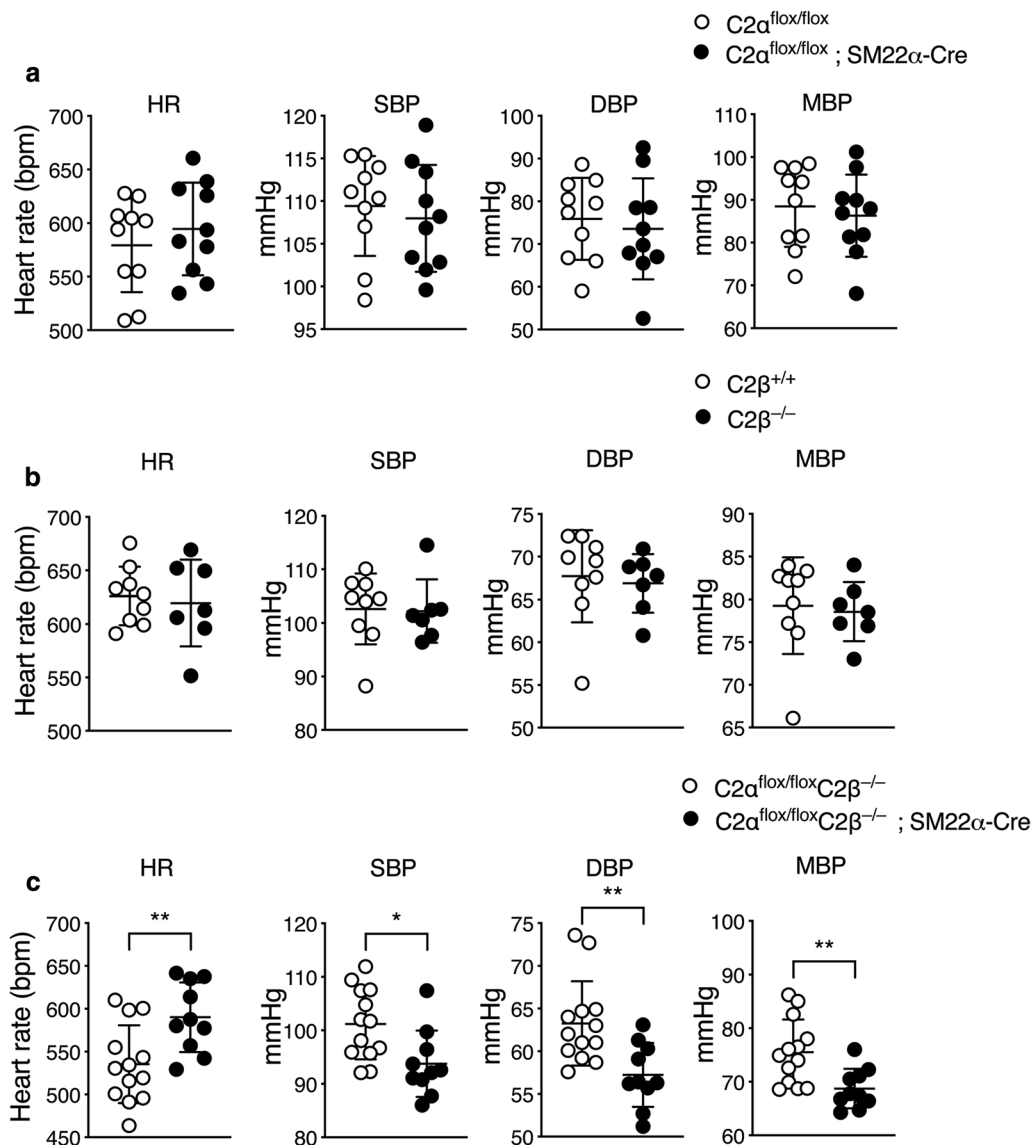 C2α^flox/flox
C2α^flox/flox ; SM22α-Cre
a
HR
SBP
DBP
MBP
Heart rate (bpm)
700
650
600
550
500
mmHg
120
115
110
105
100
95
mmHg
100
90
80
70
60
50
mmHg
110
100
90
80
70
60
C2β^+/+
C2β^–/–
b
HR
SBP
DBP
MBP
Heart rate (bpm)
700
650
600
550
500
mmHg
120
110
100
90
80
mmHg
75
70
65
60
55
50
mmHg
90
85
80
75
70
65
C2α^flox/flox C2β^–/–
C2α^flox/flox C2β^–/– ; SM22α-Cre
c
HR
SBP
DBP
MBP
Heart rate (bpm)
700
650
600
550
500
450
**
mmHg
120
110
100
90
80
*
mmHg
75
70
65
60
55
50
**
mmHg
100
90
80
70
60
**